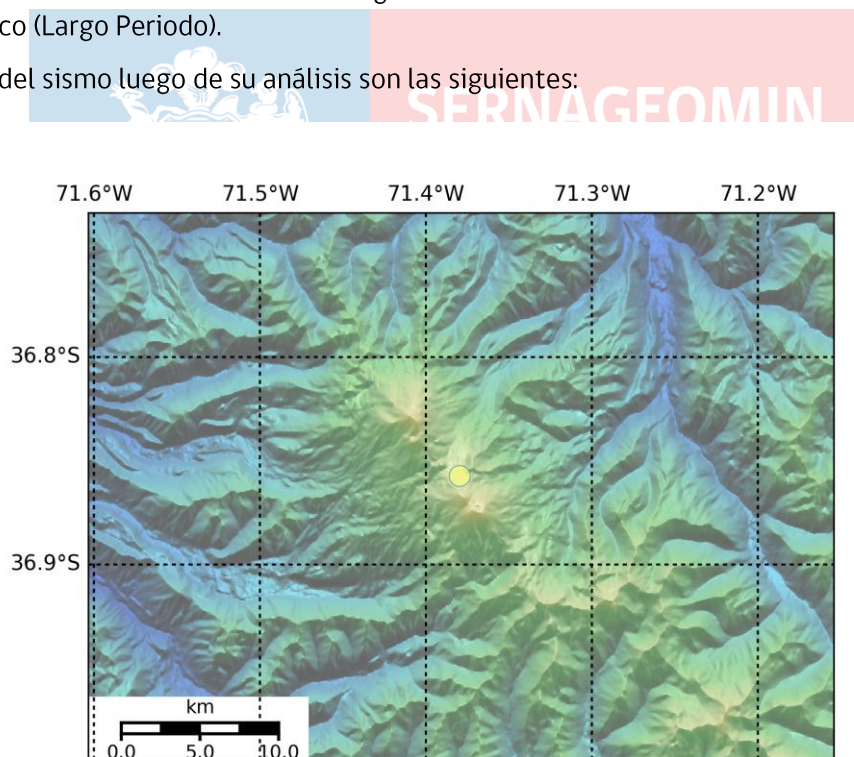 co (Largo Periodo).
del sismo luego de su análisis son las siguientes:
SERNAGEOMIN
71.6°W 71.5°W 71.4°W 71.3°W 71.2°W
36.8°S
36.9°S
km
0.0 5.0 10.0